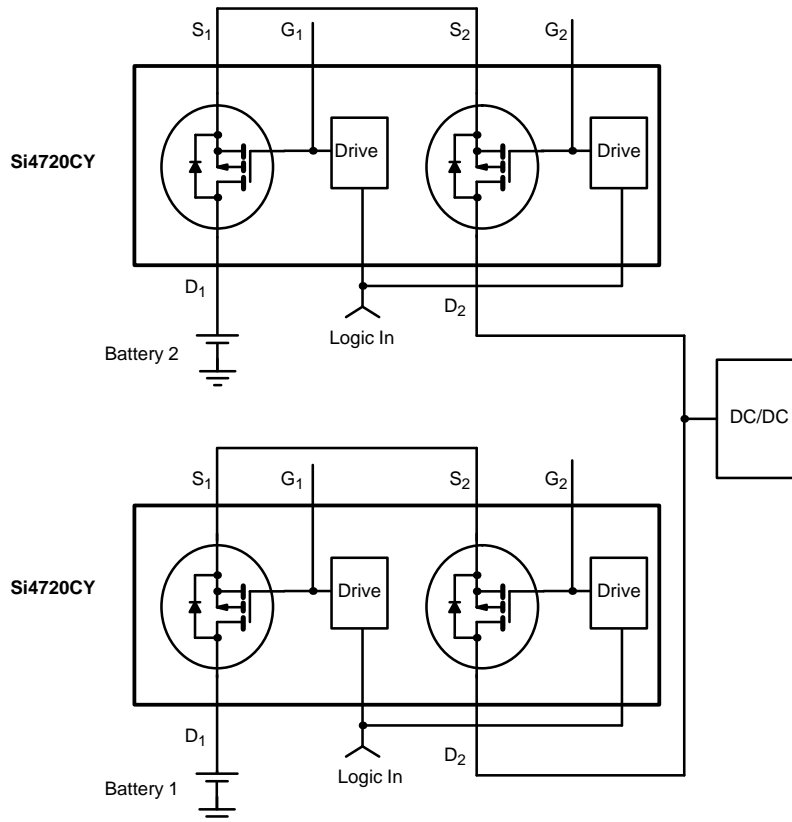 S1 G1 S2 G2
Si4720CY
Drive Drive
D1 D2
Logic In
Battery 2
DC/DC
S1 G1 S2 G2
Si4720CY
Drive Drive
D1 D2
Logic In
Battery 1